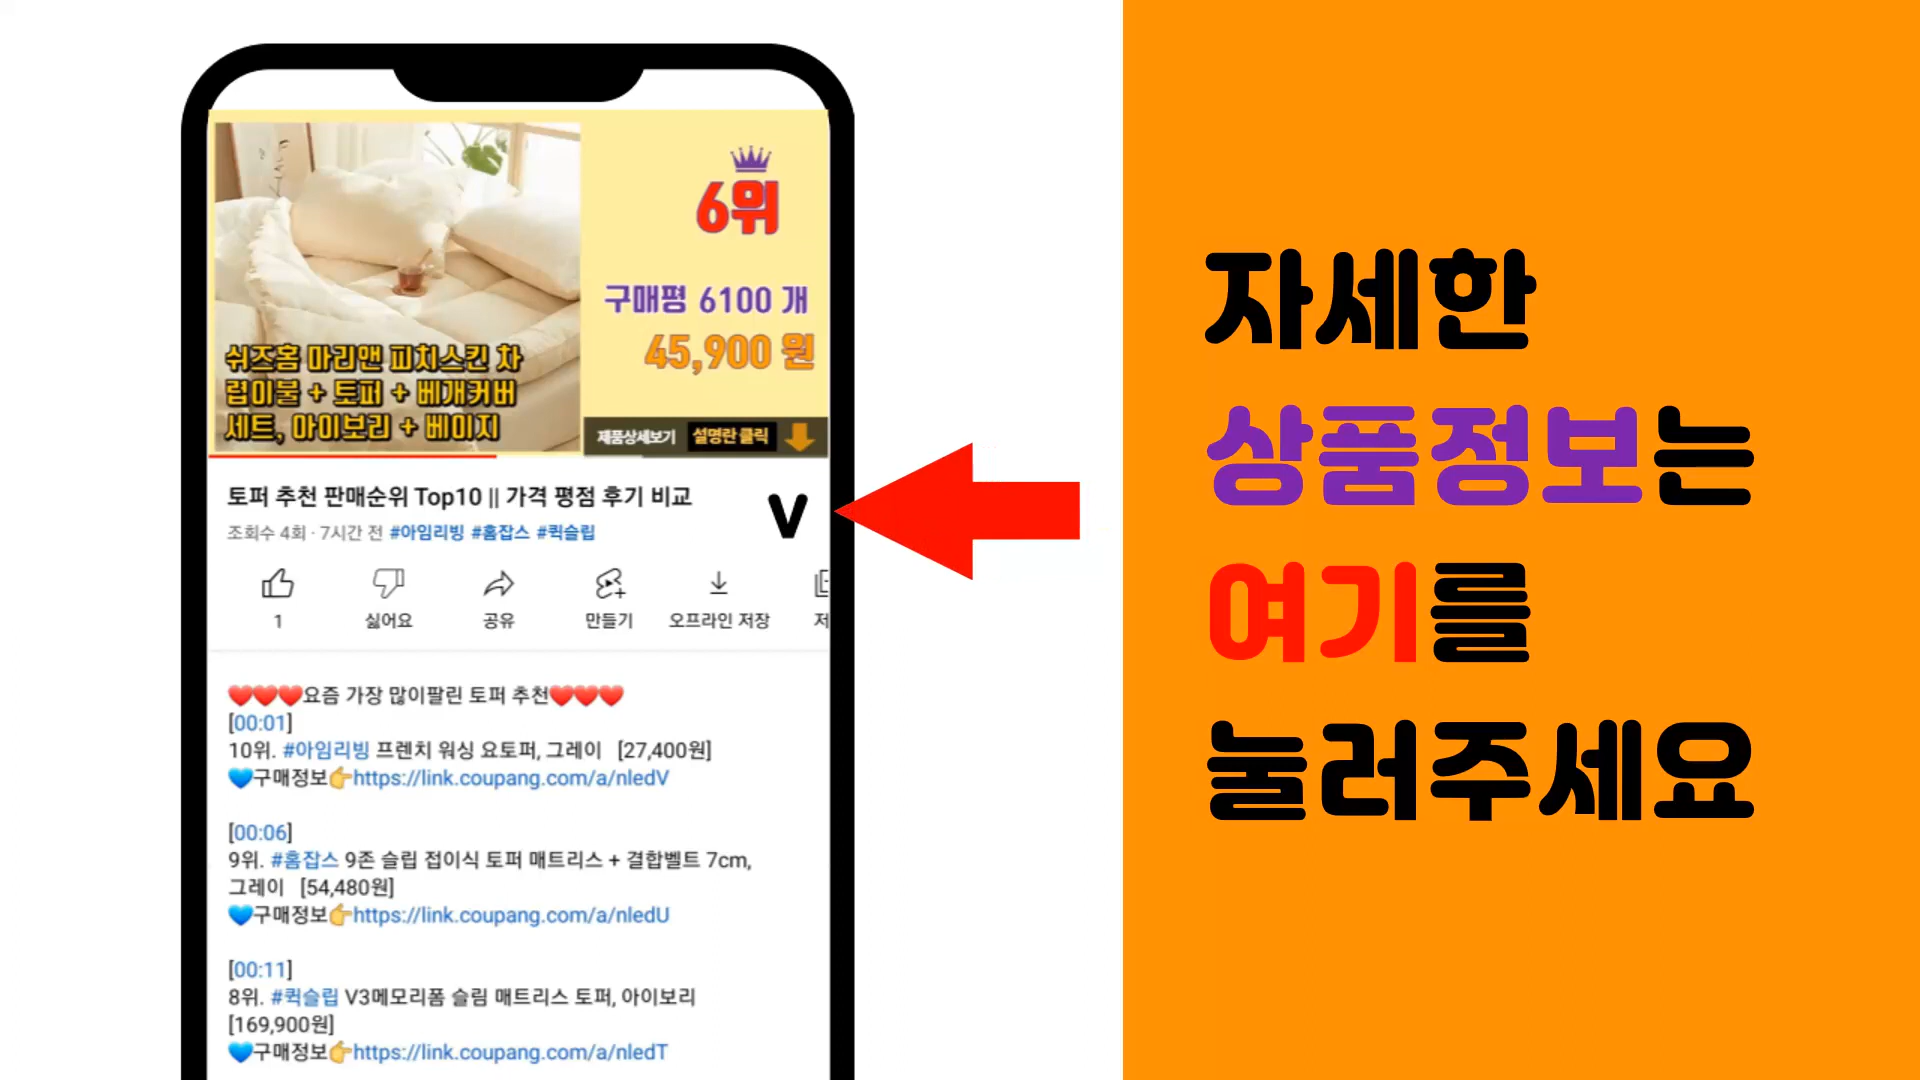 6위
구매평 6100 개
45,900 원
쉬즈홈 마리앤 피치스킨 차
렵이불 + 토퍼 + 베개커버
세트, 아이보리 + 베이지
제품상세보기 설명란 클릭
토퍼 추천 판매순위 Top10 || 가격 평점 후기 비교
V
조회수 4회 · 7시간 전 #아임리빙 #홈잡스 #퀵슬립
1 싫어요 공유 만들기 오프라인 저장 저
❤️❤️❤️요즘 가장 많이팔린 토퍼 추천❤️❤️❤️
[00:01]
10위. #아임리빙 프렌치 워싱 요토퍼, 그레이 [27,400원]
💙구매정보👉https://link.coupang.com/a/nledV
[00:06]
9위. #홈잡스 9존 슬립 접이식 토퍼 매트리스 + 결합벨트 7cm,
그레이 [54,480원]
💙구매정보👉https://link.coupang.com/a/nledU
[00:11]
8위. #퀵슬립 V3메모리폼 슬림 매트리스 토퍼, 아이보리
[169,900원]
💙구매정보👉https://link.coupang.com/a/nledT
자세한
상품정보는
여기를
눌러주세요